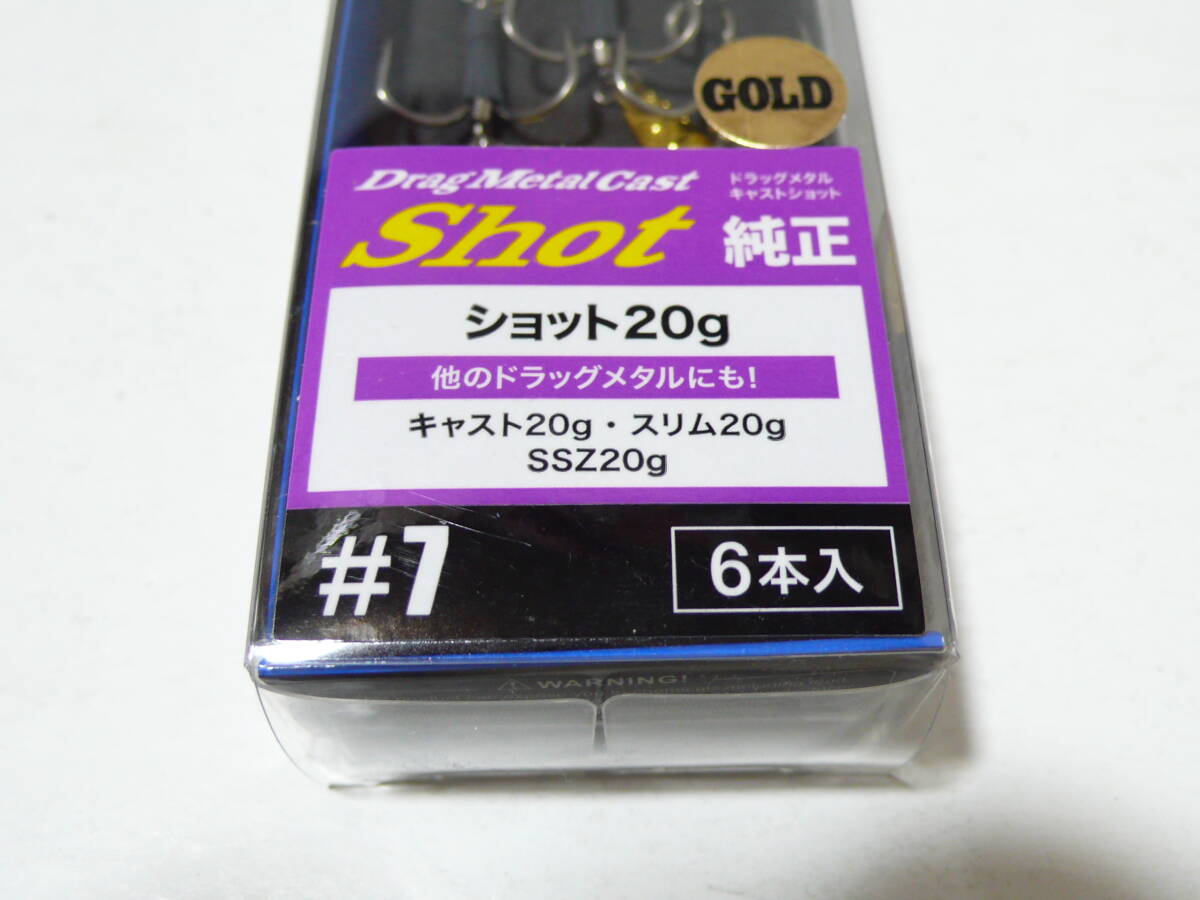 GOLD
DragMetalCast
Shot
ドラッグメタル
キャストショット
純正
ショット20g
他のドラッグメタルにも!
キャスト20g・スリム20g
SSZ20g
#7
6本入
WARNING!